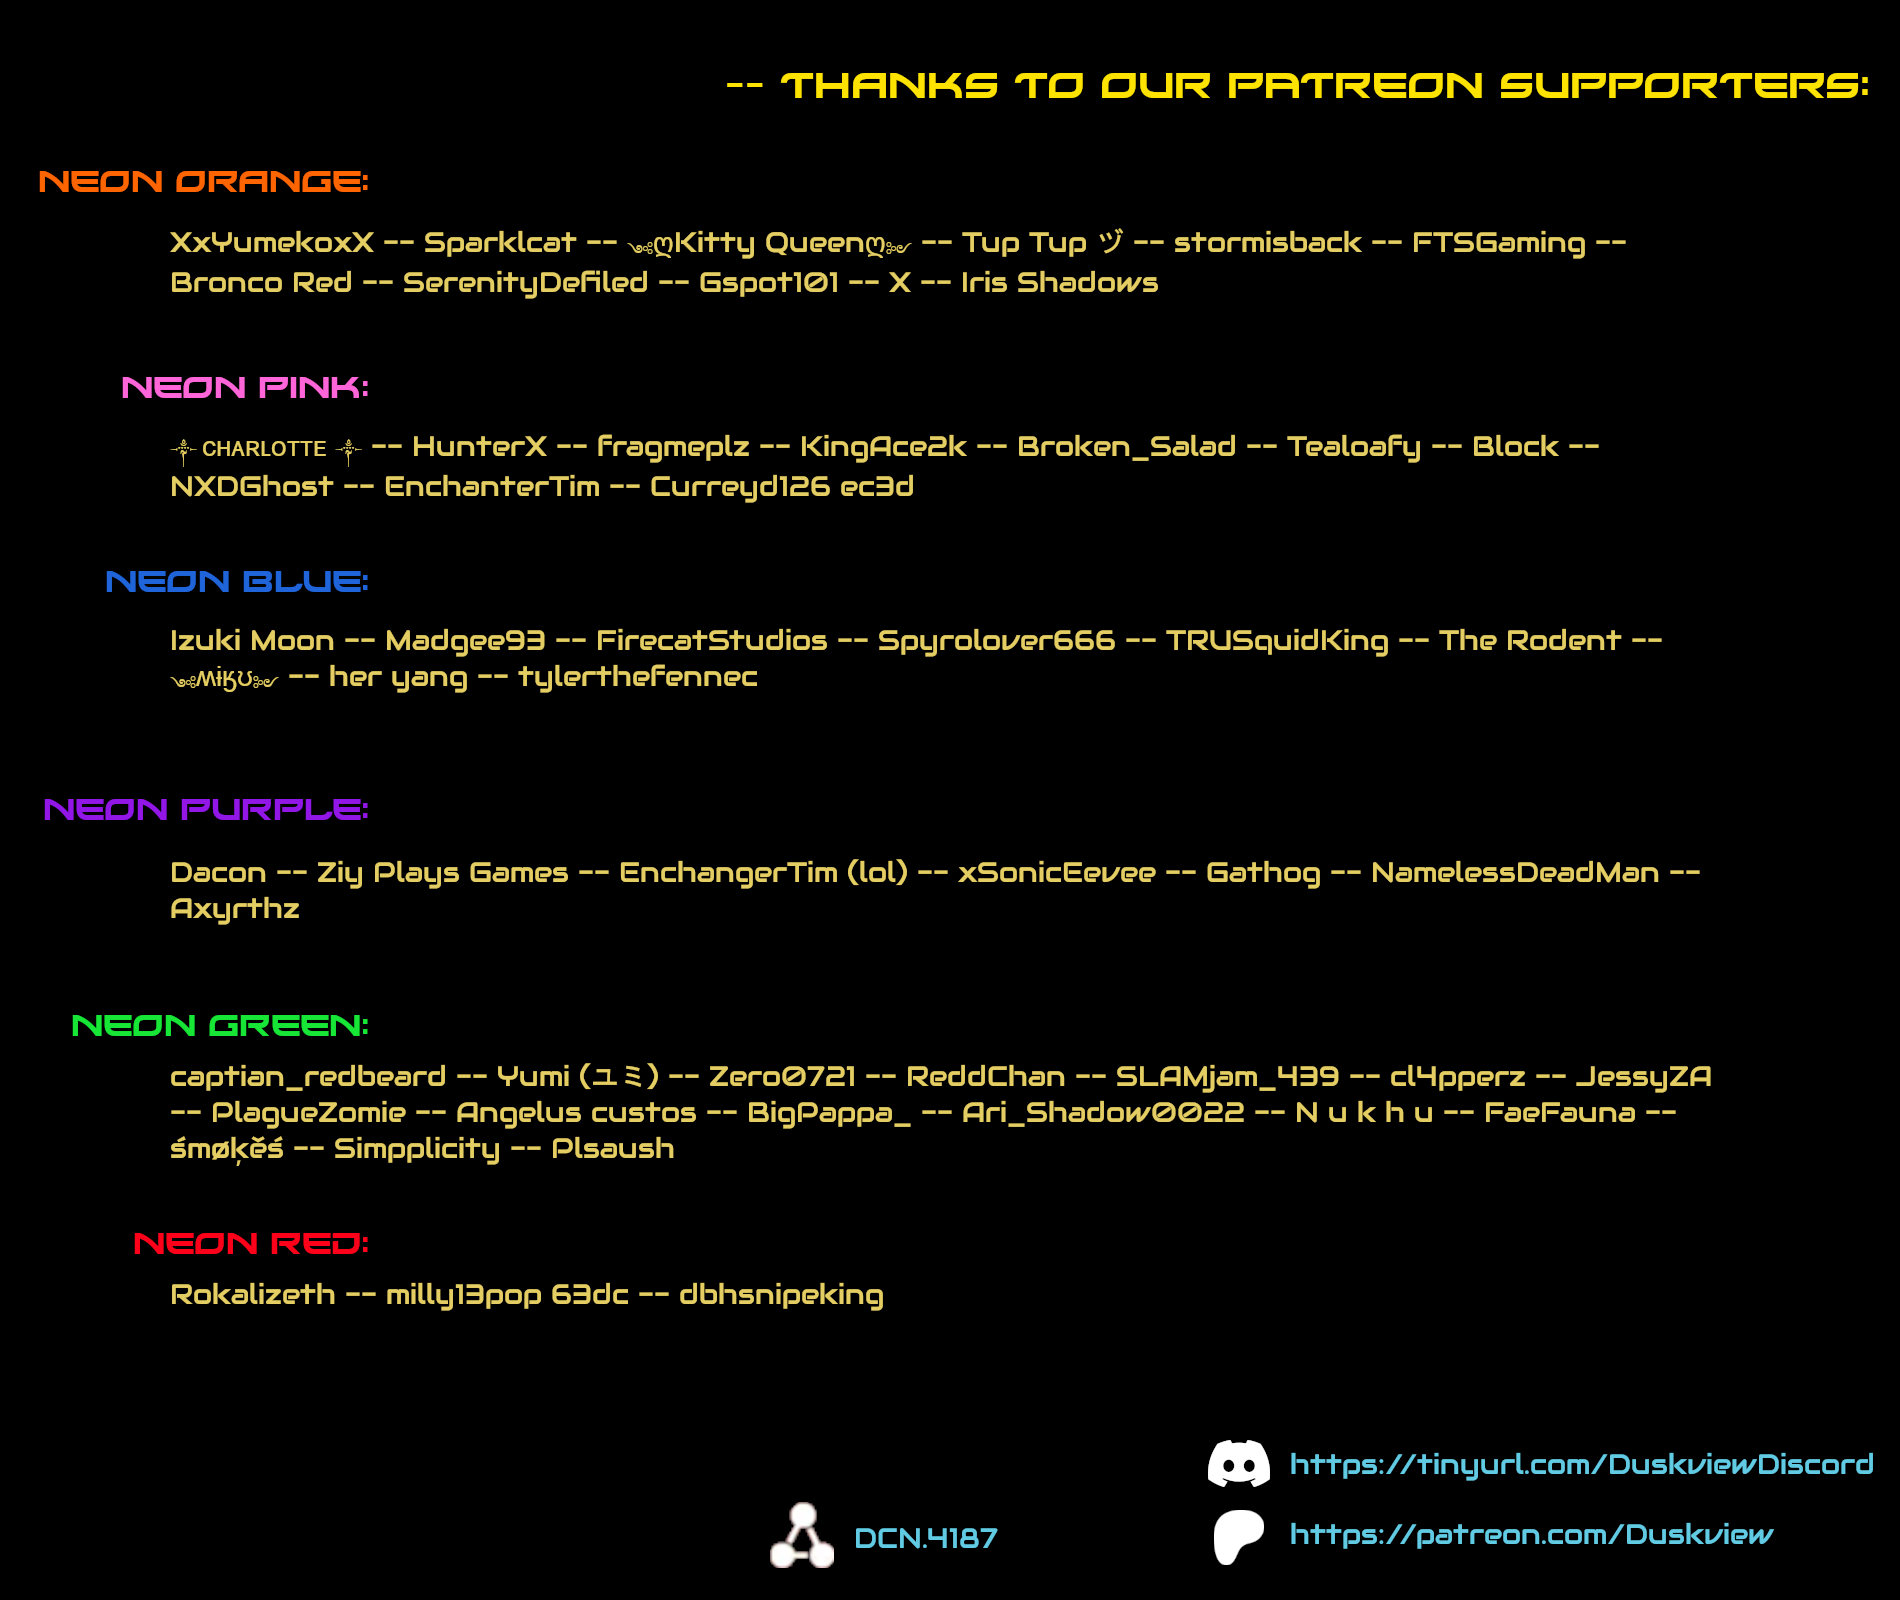 -- THANKS TO OUR PATREON SUPPORTERS:
NEON ORANGE:
XxYumekoxX -- Sparklcat -- ༺ღKitty Queenღ༻ -- Tup Tup ヅ -- stormisback -- FTSGaming --
Bronco Red -- SerenityDefiled -- Gspot101 -- X -- Iris Shadows
NEON PINK:
༒ CHARLOTTE ༒ -- HunterX -- fragmeplz -- KingAce2k -- Broken_Salad -- Tealoafy -- Block --
NXDGhost -- EnchanterTim -- Curreyd126 ec3d
NEON BLUE:
Izuki Moon -- Madgee93 -- FirecatStudios -- Spyrolover666 -- TRUSquidKing -- The Rodent --
༺ʍɨӄʊ༻ -- her yang -- tylerthefennec
NEON PURPLE:
Dacon -- Ziy Plays Games -- EnchangerTim (lol) -- xSonicEevee -- Gathog -- NamelessDeadMan --
Axyrthz
NEON GREEN:
captian_redbeard -- Yumi (ユミ) -- Zero0721 -- ReddChan -- SLAMjam_439 -- cl4pperz -- JessyZA
-- PlagueZomie -- Angelus custos -- BigPappa_ -- Ari_Shadow0022 -- N u k h u -- FaeFauna --
śmøķěś -- Simpplicity -- Plsaush
NEON RED:
Rokalizeth -- milly13pop 63dc -- dbhsnipeking
https://tinyurl.com/DuskviewDiscord
DCN.4187
https://patreon.com/Duskview